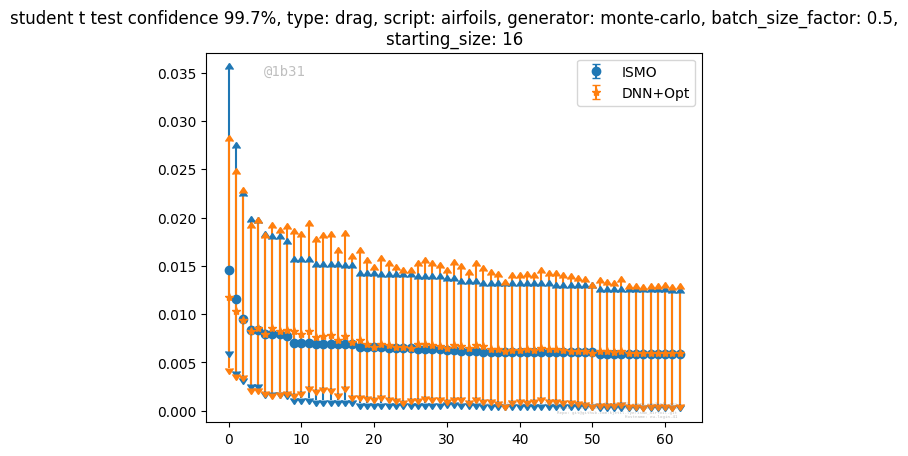 student t test confidence 99.7%, type: drag, script: airfoils, generator: monte-carlo, batch_size_factor: 0.5,
starting_size: 16
@1b31
ISMO
DNN+Opt
0.035
0.030
0.025
0.020
0.015
0.010
0.005
0.000
0 10 20 30 40 50 60